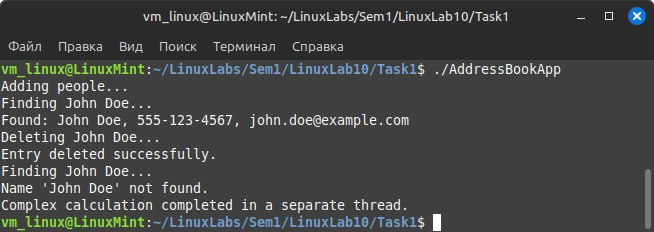 vm_linux@LinuxMint: ~/LinuxLabs/Sem1/LinuxLab10/Task1
Файл Правка Вид Поиск Терминал Справка
vm_linux@LinuxMint:~/LinuxLabs/Sem1/LinuxLab10/Task1$ ./AddressBookApp
Adding people...
Finding John Doe...
Found: John Doe, 555-123-4567, john.doe@example.com
Deleting John Doe...
Entry deleted successfully.
Finding John Doe...
Name 'John Doe' not found.
Complex calculation completed in a separate thread.
vm_linux@LinuxMint:~/LinuxLabs/Sem1/LinuxLab10/Task1$